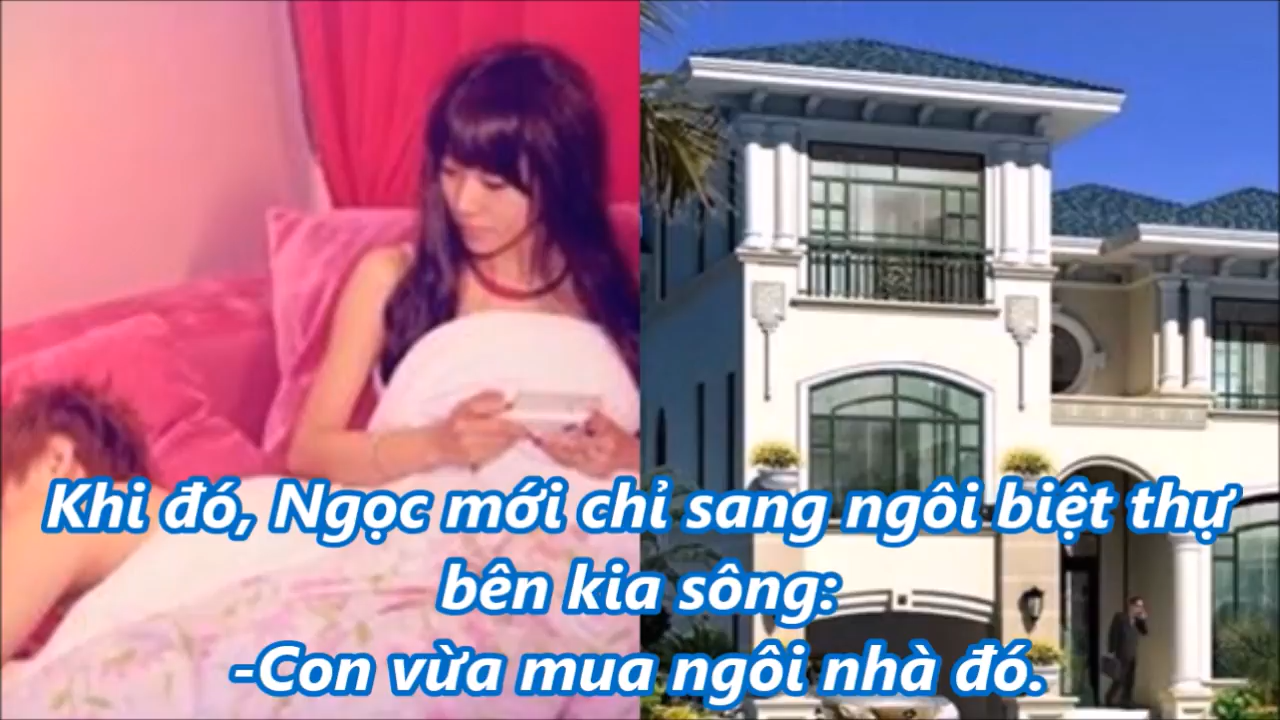 Khi đó, Ngọc mới chỉ sang ngôi biệt thự
bên kia sông:
-Con vừa mua ngôi nhà đó.